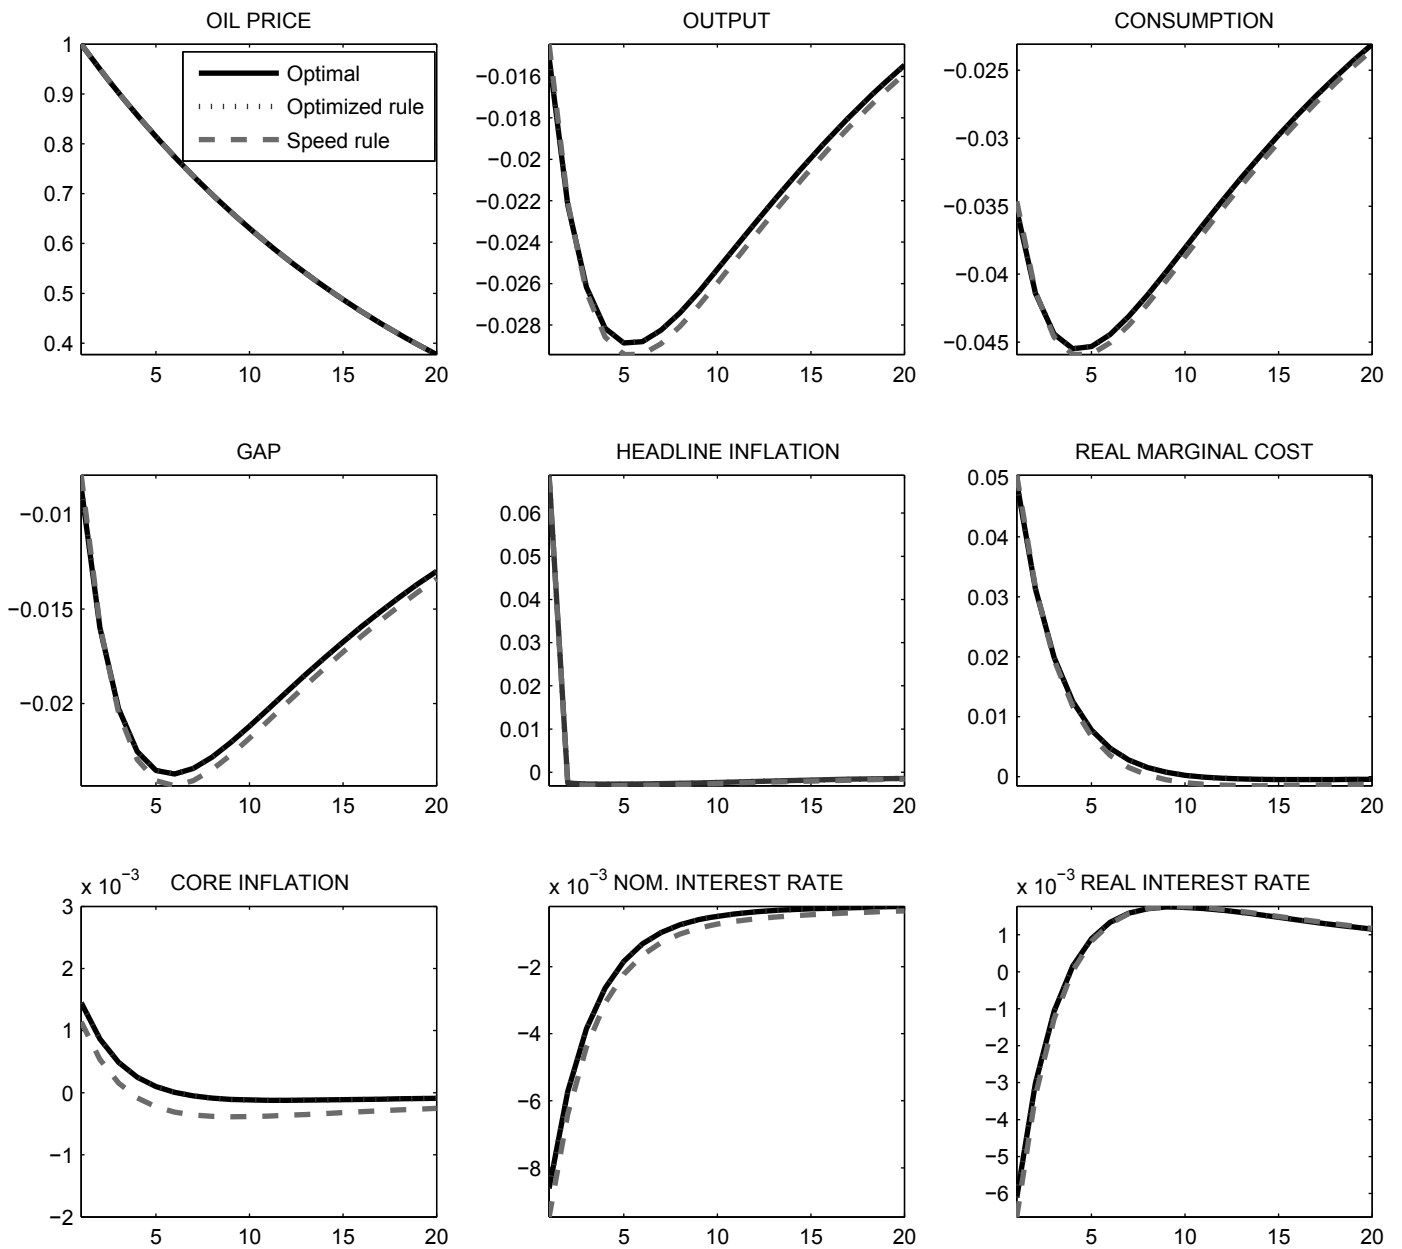 OIL PRICE
1
0.9
0.8
0.7
0.6
0.5
0.4
5 10 15 20
Optimal
Optimized rule
Speed rule
OUTPUT
−0.016
−0.018
−0.02
−0.022
−0.024
−0.026
−0.028
5 10 15 20
CONSUMPTION
−0.025
−0.03
−0.035
−0.04
−0.045
5 10 15 20
GAP
−0.01
−0.015
−0.02
5 10 15 20
HEADLINE INFLATION
0.06
0.05
0.04
0.03
0.02
0.01
0
5 10 15 20
REAL MARGINAL COST
0.05
0.04
0.03
0.02
0.01
0
5 10 15 20
x 10⁻³ CORE INFLATION
3
2
1
0
−1
−2
5 10 15 20
x 10⁻³ NOM. INTEREST RATE
−2
−4
−6
−8
5 10 15 20
x 10⁻³ REAL INTEREST RATE
1
0
−1
−2
−3
−4
−5
−6
5 10 15 20